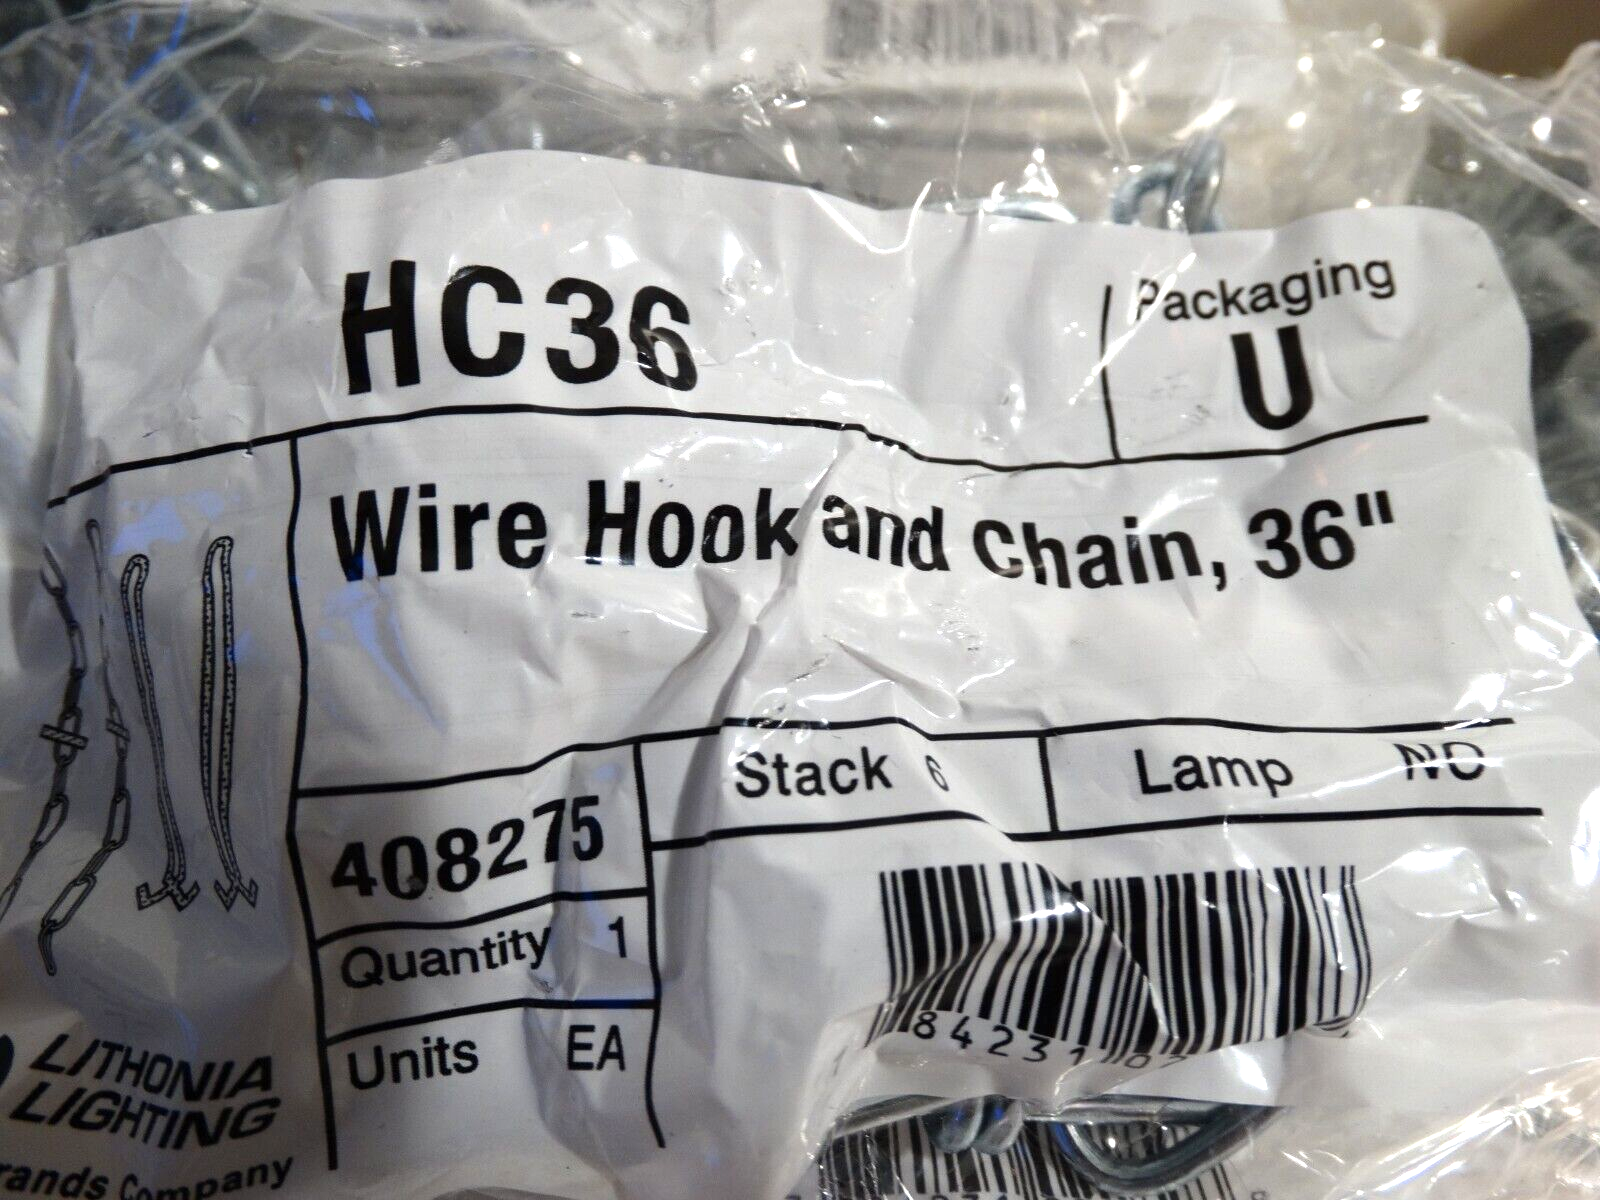 HC36
Packaging
U
Wire Hook and Chain, 36"
Stack 6
Lamp NO
408275
Quantity 1
Units EA
84231
LITHONIA
LIGHTING
Company